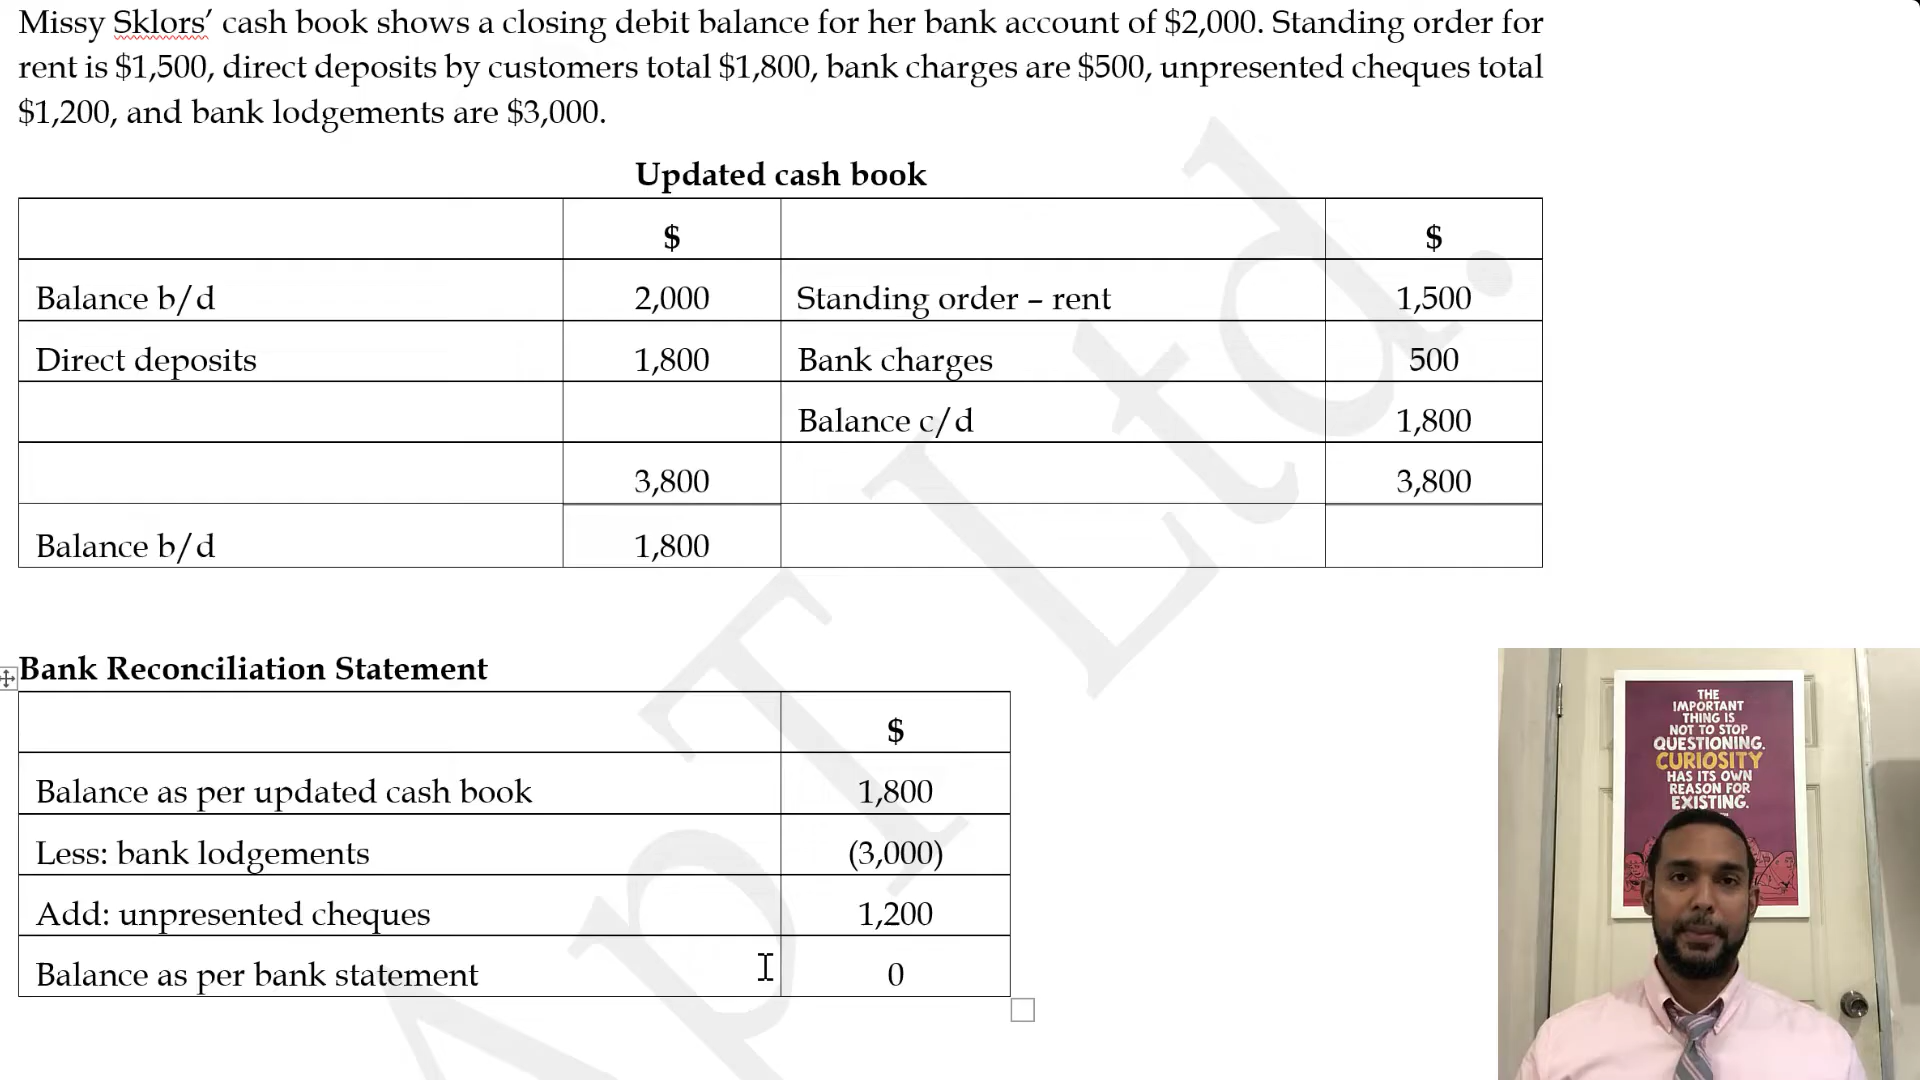 Missy Sklors’ cash book shows a closing debit balance for her bank account of $2,000. Standing order for
rent is $1,500, direct deposits by customers total $1,800, bank charges are $500, unpresented cheques total
$1,200, and bank lodgements are $3,000.
Updated cash book
$ $
Balance b/d 2,000 Standing order – rent 1,500
Direct deposits 1,800 Bank charges 500
Balance c/d 1,800
3,800 3,800
Balance b/d 1,800
Bank Reconciliation Statement
$
Balance as per updated cash book 1,800
Less: bank lodgements (3,000)
Add: unpresented cheques 1,200
Balance as per bank statement 0
ApT Ltd.
THE
IMPORTANT
THING IS
NOT TO STOP
QUESTIONING.
CURIOSITY
HAS ITS OWN
REASON FOR
EXISTING.